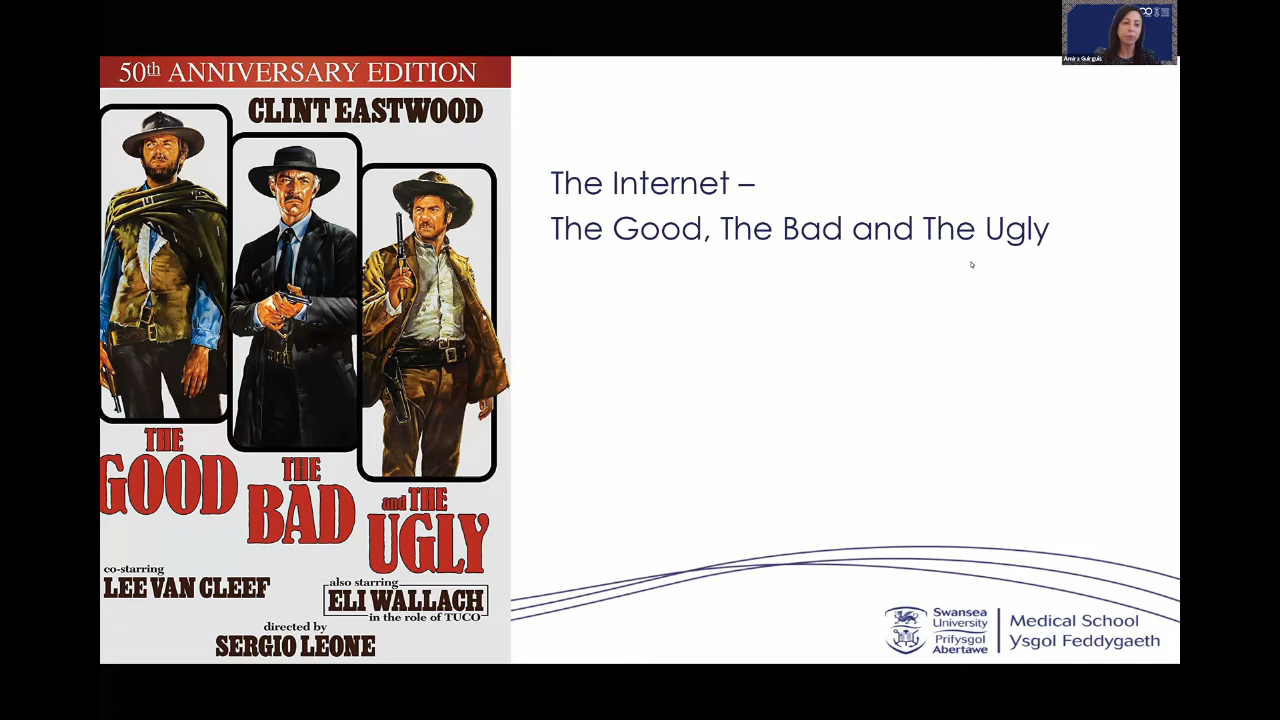 Amira Guirguis
50th ANNIVERSARY EDITION
CLINT EASTWOOD
THE
GOOD
THE
BAD
and THE
UGLY
co-starring
LEE VAN CLEEF
also starring
ELI WALLACH
in the role of TUCO
directed by
SERGIO LEONE
The Internet –
The Good, The Bad and The Ugly
Swansea
University
Prifysgol
Abertawe
Medical School
Ysgol Feddygaeth